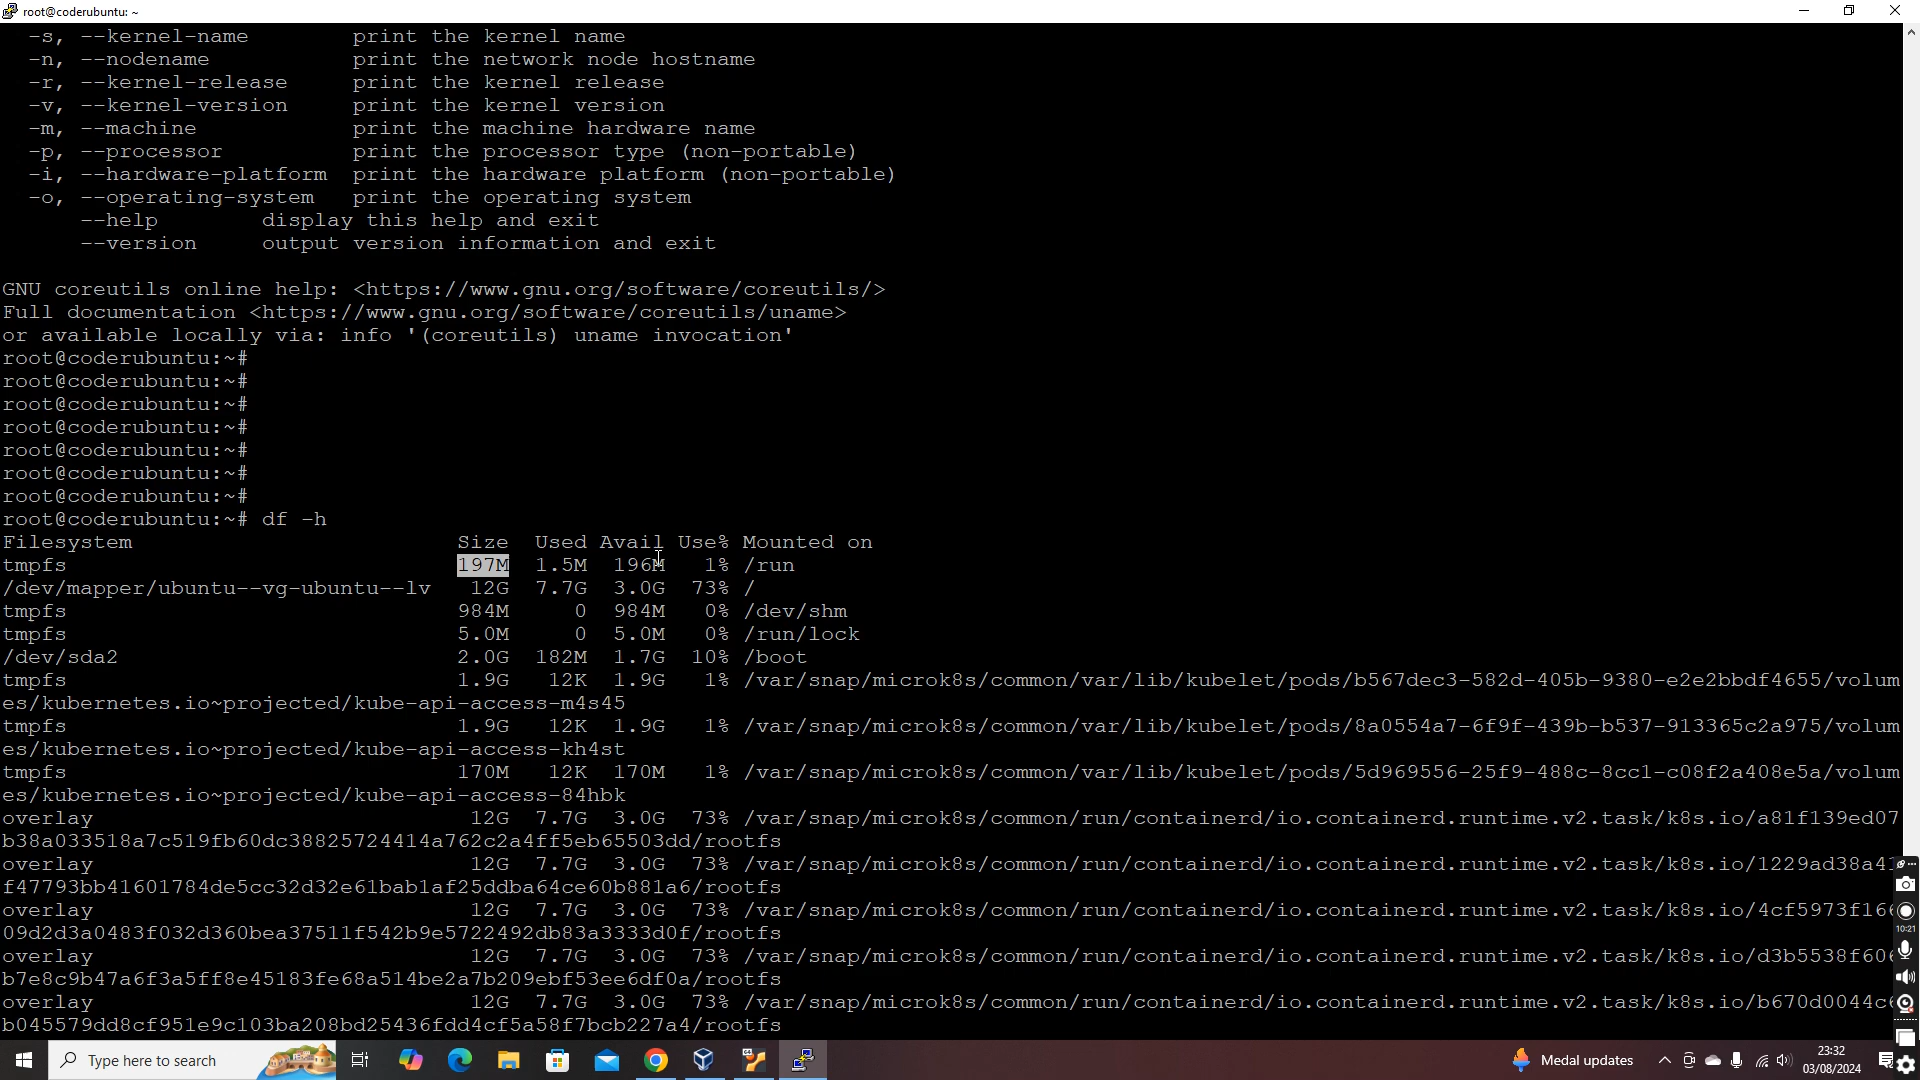 root@coderubuntu: ~
-s, --kernel-name        print the kernel name
-n, --nodename           print the network node hostname
-r, --kernel-release     print the kernel release
-v, --kernel-version     print the kernel version
-m, --machine            print the machine hardware name
-p, --processor          print the processor type (non-portable)
-i, --hardware-platform  print the hardware platform (non-portable)
-o, --operating-system   print the operating system
--help        display this help and exit
--version     output version information and exit
GNU coreutils online help: <https://www.gnu.org/software/coreutils/>
Full documentation <https://www.gnu.org/software/coreutils/uname>
or available locally via: info '(coreutils) uname invocation'
root@coderubuntu:~#
root@coderubuntu:~#
root@coderubuntu:~#
root@coderubuntu:~#
root@coderubuntu:~#
root@coderubuntu:~#
root@coderubuntu:~#
root@coderubuntu:~# df -h
Filesystem                         Size  Used Avail Use% Mounted on
tmpfs                              197M  1.5M  196M   1% /run
/dev/mapper/ubuntu--vg-ubuntu--lv   12G  7.7G  3.0G  73% /
tmpfs                              984M     0  984M   0% /dev/shm
tmpfs                              5.0M     0  5.0M   0% /run/lock
/dev/sda2                          2.0G  182M  1.7G  10% /boot
tmpfs                              1.9G   12K  1.9G   1% /var/snap/microk8s/common/var/lib/kubelet/pods/b567dec3-582d-405b-9380-e2e2bbdf4655/volum
es/kubernetes.io~projected/kube-api-access-m4s45
tmpfs                              1.9G   12K  1.9G   1% /var/snap/microk8s/common/var/lib/kubelet/pods/8a0554a7-6f9f-439b-b537-913365c2a975/volum
es/kubernetes.io~projected/kube-api-access-kh4st
tmpfs                              170M   12K  170M   1% /var/snap/microk8s/common/var/lib/kubelet/pods/5d969556-25f9-488c-8cc1-c08f2a408e5a/volum
es/kubernetes.io~projected/kube-api-access-84hbk
overlay                             12G  7.7G  3.0G  73% /var/snap/microk8s/common/run/containerd/io.containerd.runtime.v2.task/k8s.io/a81f139ed07
b38a033518a7c519fb60dc38825724414a762c2a4ff5eb65503dd/rootfs
overlay                             12G  7.7G  3.0G  73% /var/snap/microk8s/common/run/containerd/io.containerd.runtime.v2.task/k8s.io/1229ad38a41
f47793bb41601784de5cc32d32e61bab1af25ddba64ce60b881a6/rootfs
overlay                             12G  7.7G  3.0G  73% /var/snap/microk8s/common/run/containerd/io.containerd.runtime.v2.task/k8s.io/4cf5973f166
09d2d3a0483f032d360bea37511f542b9e5722492db83a3333d0f/rootfs
overlay                             12G  7.7G  3.0G  73% /var/snap/microk8s/common/run/containerd/io.containerd.runtime.v2.task/k8s.io/d3b5538f606
b7e8c9b47a6f3a5ff8e45183fe68a514be2a7b209ebf53ee6df0a/rootfs
overlay                             12G  7.7G  3.0G  73% /var/snap/microk8s/common/run/containerd/io.containerd.runtime.v2.task/k8s.io/b670d0044c6
b045579dd8cf951e9c103ba208bd25436fdd4cf5a58f7bcb227a4/rootfs
10:21
Type here to search
Medal updates
23:32
03/08/2024